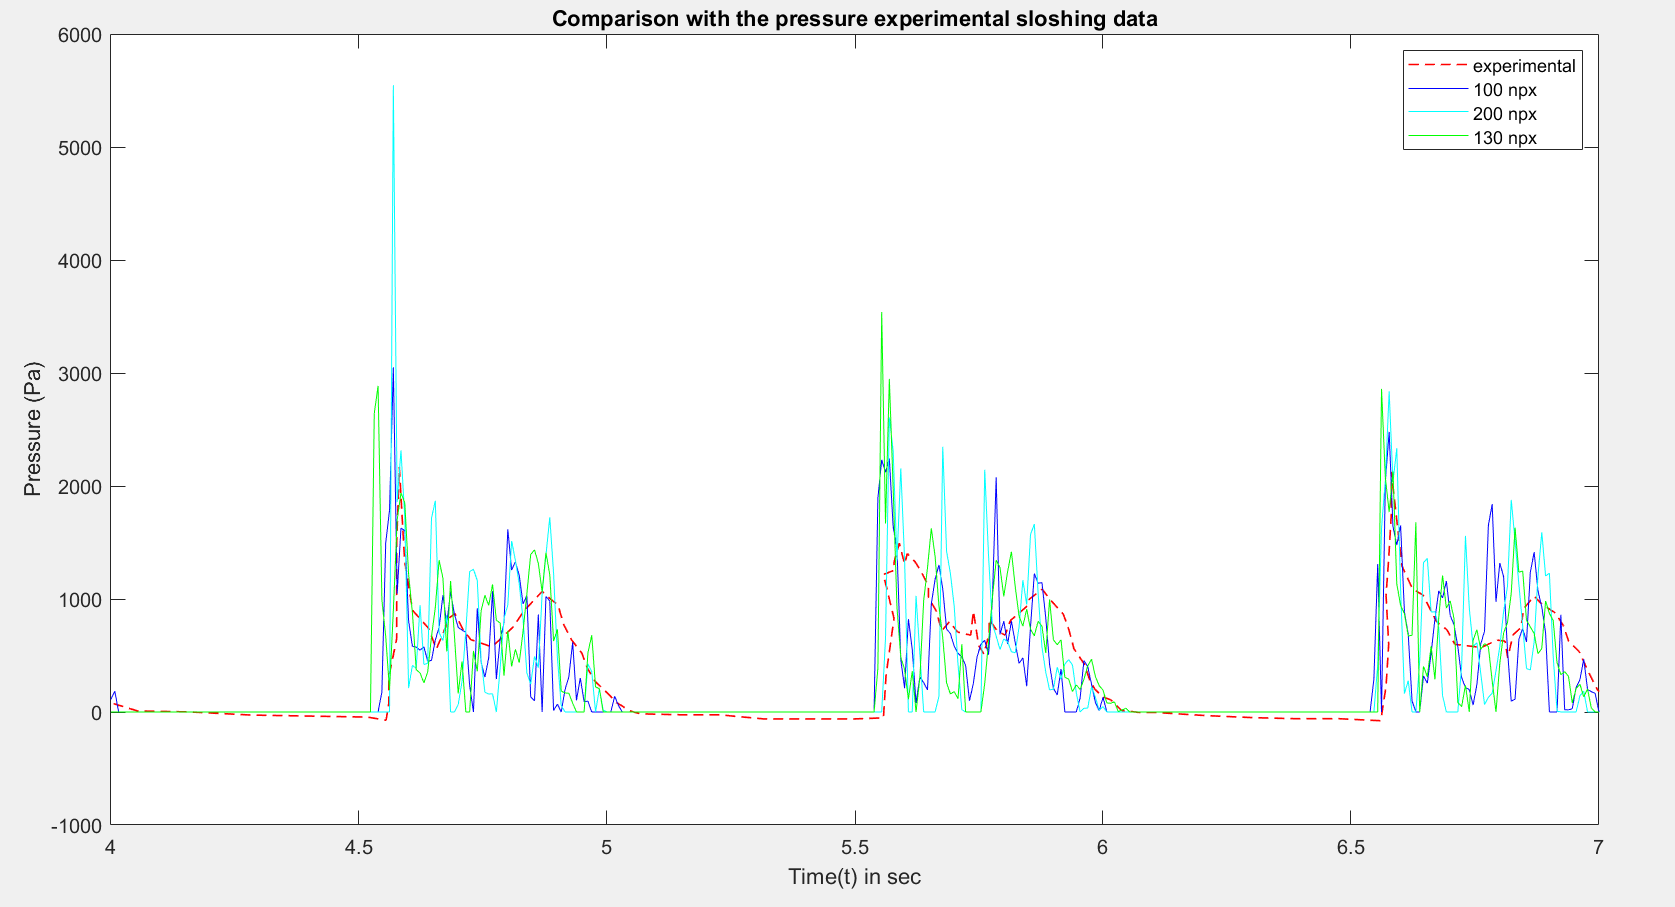 Comparison with the pressure experimental sloshing data
6000
5000
4000
3000
2000
1000
0
-1000
Pressure (Pa)
experimental
100 npx
200 npx
130 npx
4
4.5
5
5.5
6
6.5
7
Time(t) in sec